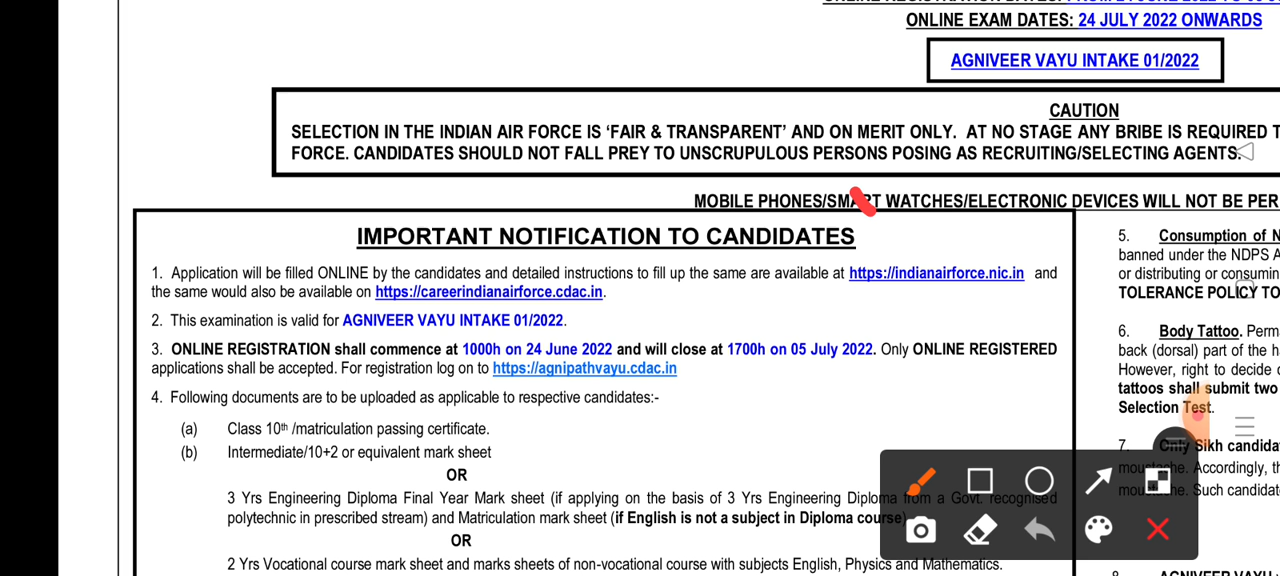 ONLINE EXAM DATES: 24 JULY 2022 ONWARDS
AGNIVEER VAYU INTAKE 01/2022
CAUTION
SELECTION IN THE INDIAN AIR FORCE IS ‘FAIR & TRANSPARENT’ AND ON MERIT ONLY. AT NO STAGE ANY BRIBE IS REQUIRED
FORCE. CANDIDATES SHOULD NOT FALL PREY TO UNSCRUPULOUS PERSONS POSING AS RECRUITING/SELECTING AGENTS.
MOBILE PHONES/SMART WATCHES/ELECTRONIC DEVICES WILL NOT BE PER
IMPORTANT NOTIFICATION TO CANDIDATES
1. Application will be filled ONLINE by the candidates and detailed instructions to fill up the same are available at https://indianairforce.nic.in and
the same would also be available on https://careerindianairforce.cdac.in.
2. This examination is valid for AGNIVEER VAYU INTAKE 01/2022.
3. ONLINE REGISTRATION shall commence at 1000h on 24 June 2022 and will close at 1700h on 05 July 2022. Only ONLINE REGISTERED
applications shall be accepted. For registration log on to https://agnipathvayu.cdac.in
4. Following documents are to be uploaded as applicable to respective candidates:-
(a) Class 10th /matriculation passing certificate.
(b) Intermediate/10+2 or equivalent mark sheet
OR
3 Yrs Engineering Diploma Final Year Mark sheet (if applying on the basis of 3 Yrs Engineering Diploma from a Govt. recognised
polytechnic in prescribed stream) and Matriculation mark sheet (if English is not a subject in Diploma course)
OR
2 Yrs Vocational course mark sheet and marks sheets of non-vocational course with subjects English, Physics and Mathematics.
5. Consumption of N
banned under the NDPS A
or distributing or consumin
TOLERANCE POLICY TO
6. Body Tattoo. Perm
back (dorsal) part of the h
However, right to decide
tattoos shall submit two
Selection Test.
7. Only Sikh candida
moustache. Accordingly, th
moustache. Such candidat